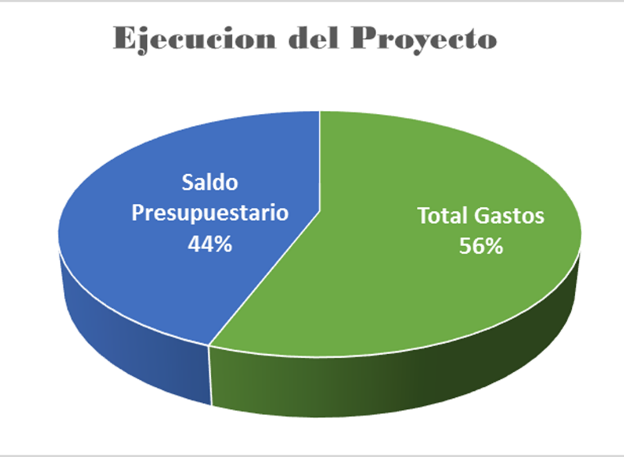 Ejecucion del Proyecto
Saldo
Presupuestario
44%
Total Gastos
56%